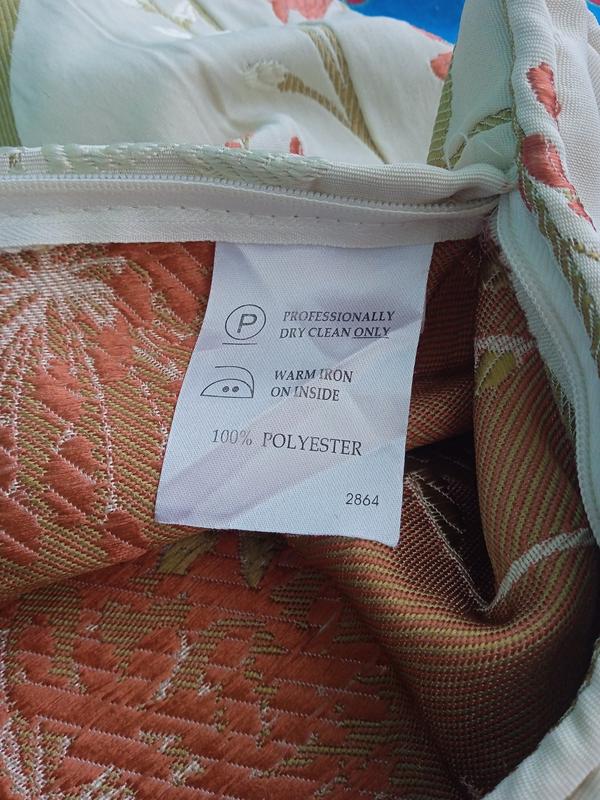 P
PROFESSIONALLY
DRY CLEAN ONLY
WARM IRON
ON INSIDE
100% POLYESTER
2864